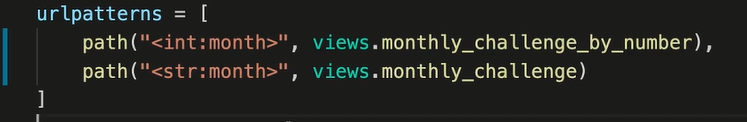 urlpatterns = [
    path("<int:month>", views.monthly_challenge_by_number),
    path("<str:month>", views.monthly_challenge)
]